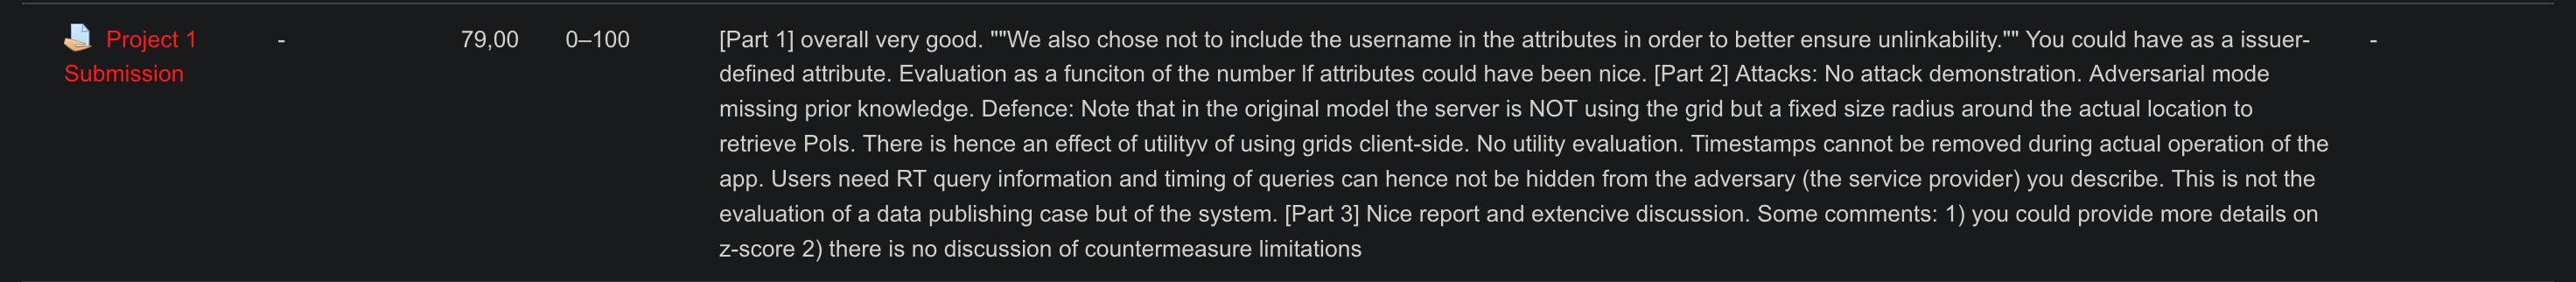 Project 1
Submission
-
79,00
0–100
[Part 1] overall very good. ""We also chose not to include the username in the attributes in order to better ensure unlinkability."" You could have as a issuer-
defined attribute. Evaluation as a funciton of the number lf attributes could have been nice. [Part 2] Attacks: No attack demonstration. Adversarial mode
missing prior knowledge. Defence: Note that in the original model the server is NOT using the grid but a fixed size radius around the actual location to
retrieve PoIs. There is hence an effect of utilityv of using grids client-side. No utility evaluation. Timestamps cannot be removed during actual operation of the
app. Users need RT query information and timing of queries can hence not be hidden from the adversary (the service provider) you describe. This is not the
evaluation of a data publishing case but of the system. [Part 3] Nice report and extencive discussion. Some comments: 1) you could provide more details on
z-score 2) there is no discussion of countermeasure limitations
-